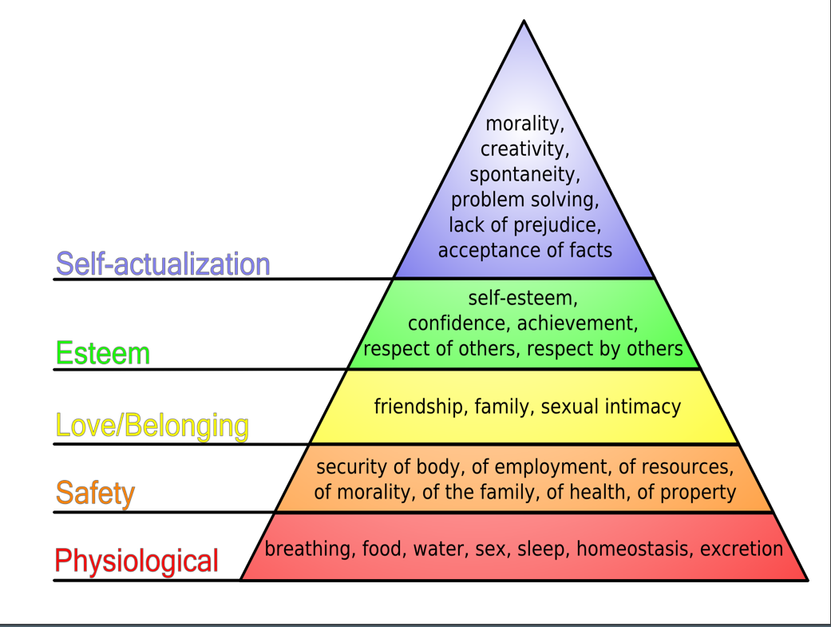 morality,
creativity,
spontaneity,
problem solving,
lack of prejudice,
acceptance of facts
Self-actualization
self-esteem,
confidence, achievement,
respect of others, respect by others
Esteem
friendship, family, sexual intimacy
Love/Belonging
security of body, of employment, of resources,
of morality, of the family, of health, of property
Safety
breathing, food, water, sex, sleep, homeostasis, excretion
Physiological